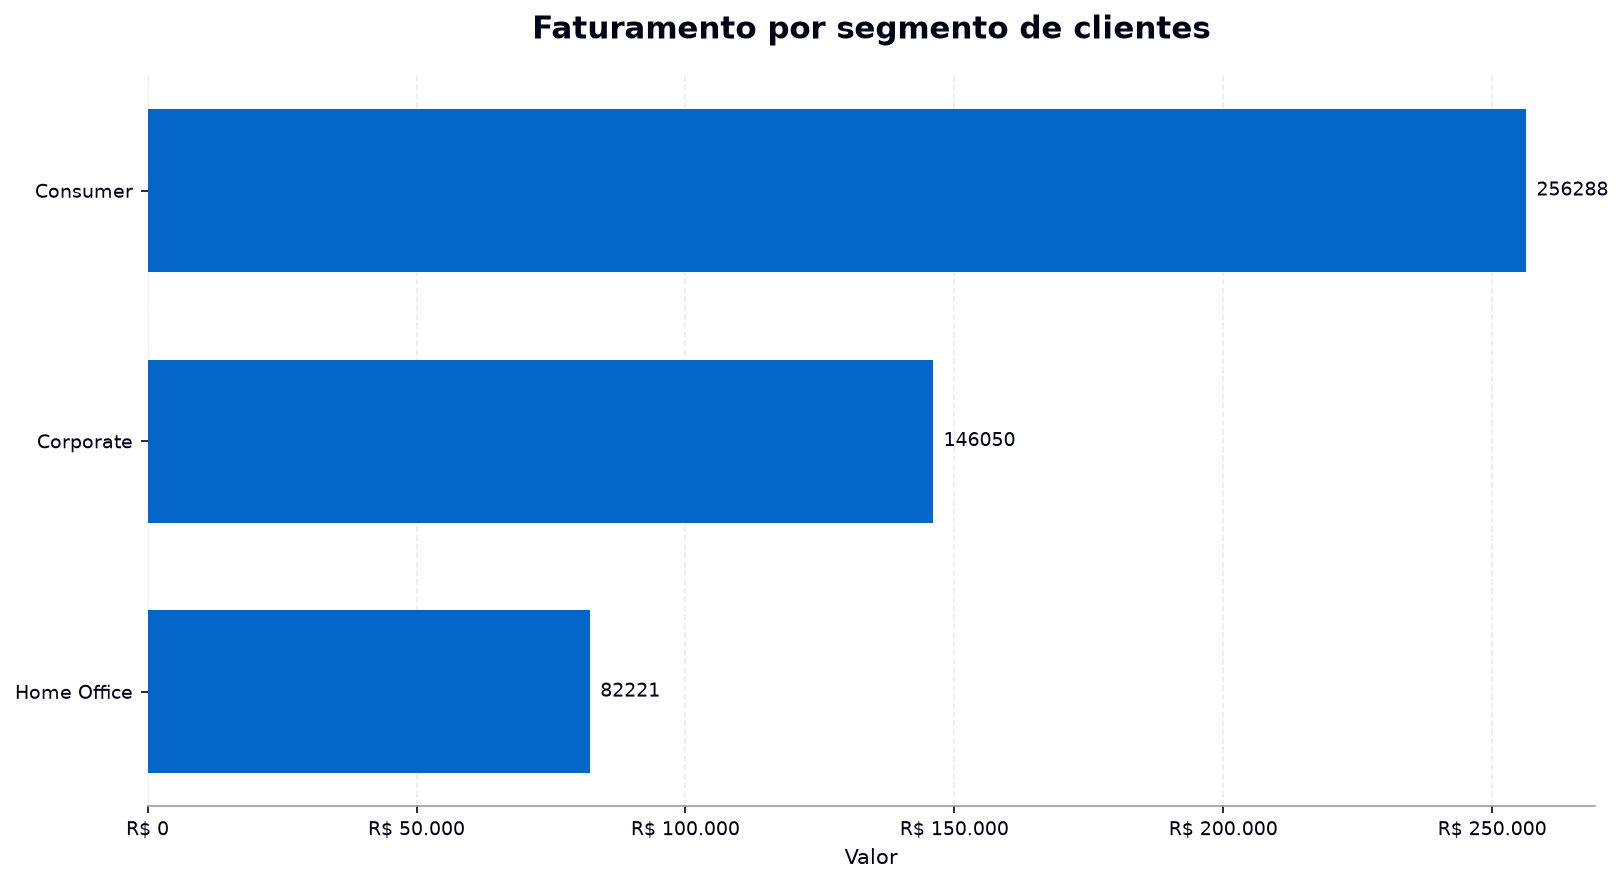 Faturamento por segmento de clientes
Consumer
256288
Corporate
146050
Home Office
82221
R$ 0
R$ 50.000
R$ 100.000
R$ 150.000
R$ 200.000
R$ 250.000
Valor